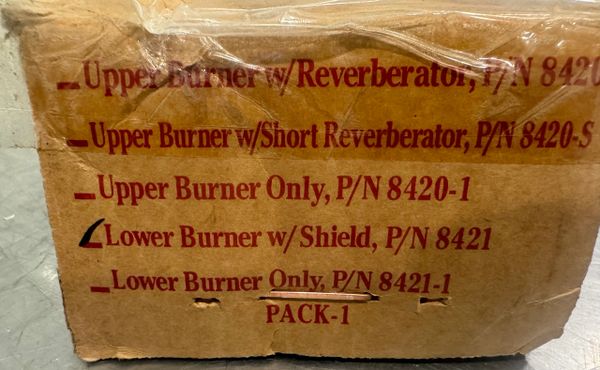 Upper Burner w/Reverberator, P/N 8420
Upper Burner w/Short Reverberator, P/N 8420-S
Upper Burner Only, P/N 8420-1
Lower Burner w/Shield, P/N 8421
Lower Burner Only, P/N 8421-1
PACK-1